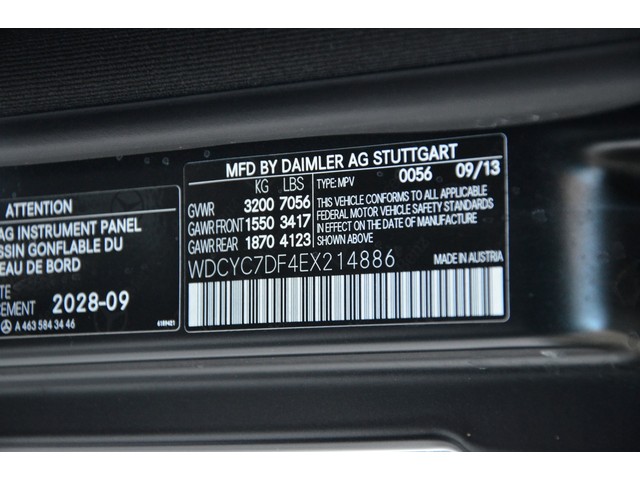 ATTENTION
AG INSTRUMENT PANEL
SSIN GONFLABLE DU
EAU DE BORD
TE
CEMENT 2028-09
A 463 584 34 46
MFD BY DAIMLER AG STUTTGART
KG LBS
GVWR 3200 7056
GAWR FRONT 1550 3417
GAWR REAR 1870 4123
TYPE: MPV 0056 09/13
THIS VEHICLE CONFORMS TO ALL APPLICABLE
FEDERAL MOTOR VEHICLE SAFETY STANDARDS
IN EFFECT ON THE DATE OF MANUFACTURE
SHOWN ABOVE.
WDCYC7DF4EX214886 MADE IN AUSTRIA